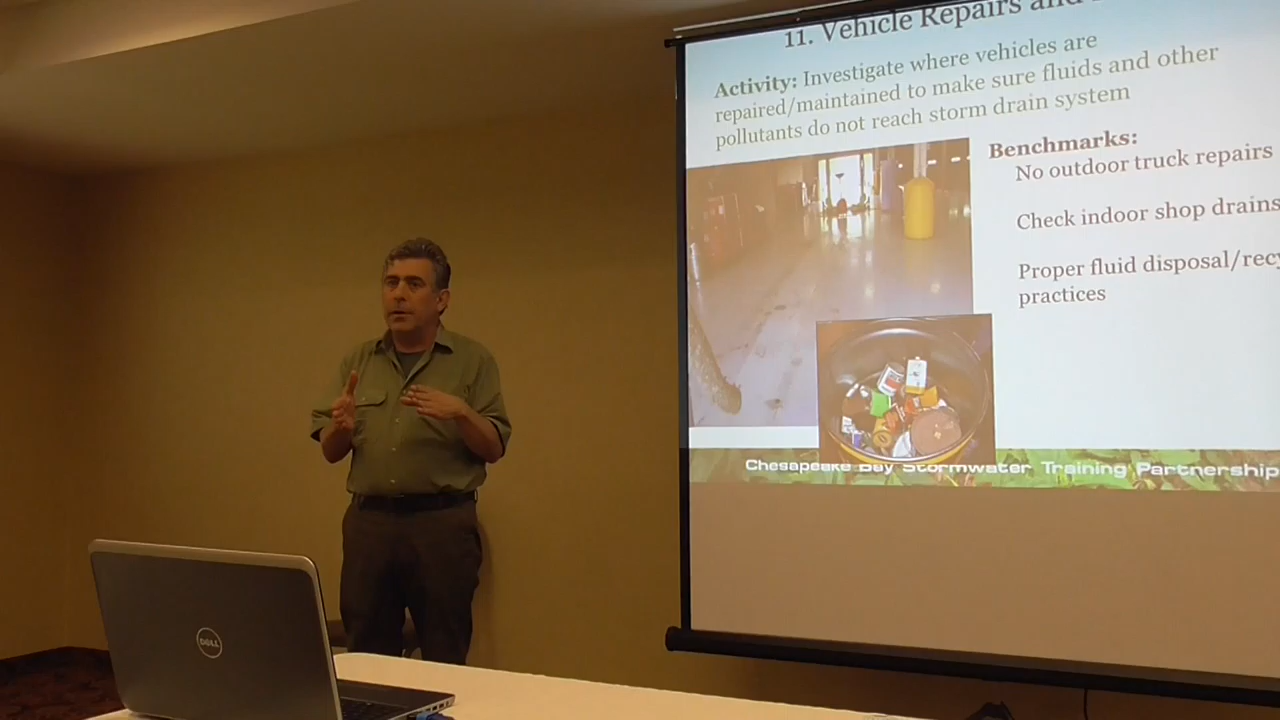 11. Vehicle Repairs and
Activity: Investigate where vehicles are
repaired/maintained to make sure fluids and other
pollutants do not reach storm drain system
Benchmarks:
No outdoor truck repairs
Check indoor shop drains
Proper fluid disposal/recy
practices
Chesapeake Bay Stormwater Training Partnership
DELL